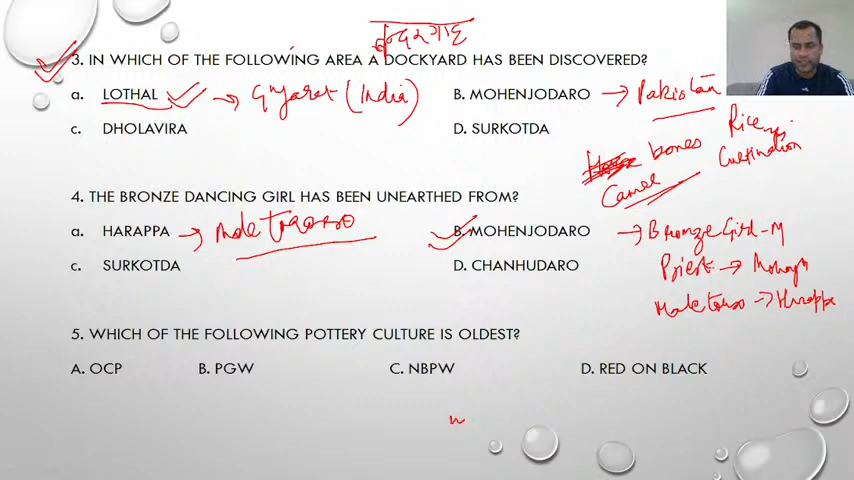 बन्दरगाह
3. IN WHICH OF THE FOLLOWING AREA A DOCKYARD HAS BEEN DISCOVERED?
a. LOTHAL → Gujarat (India) B. MOHENJODARO → Pakistan
c. DHOLAVIRA D. SURKOTDA
bones Rice
Camel Cultivation
4. THE BRONZE DANCING GIRL HAS BEEN UNEARTHED FROM?
a. HARAPPA → Male Torso B. MOHENJODARO → Bronze Girl - M
c. SURKOTDA D. CHANHUDARO Priest →
Male torso → Harappa
5. WHICH OF THE FOLLOWING POTTERY CULTURE IS OLDEST?
A. OCP B. PGW C. NBPW D. RED ON BLACK